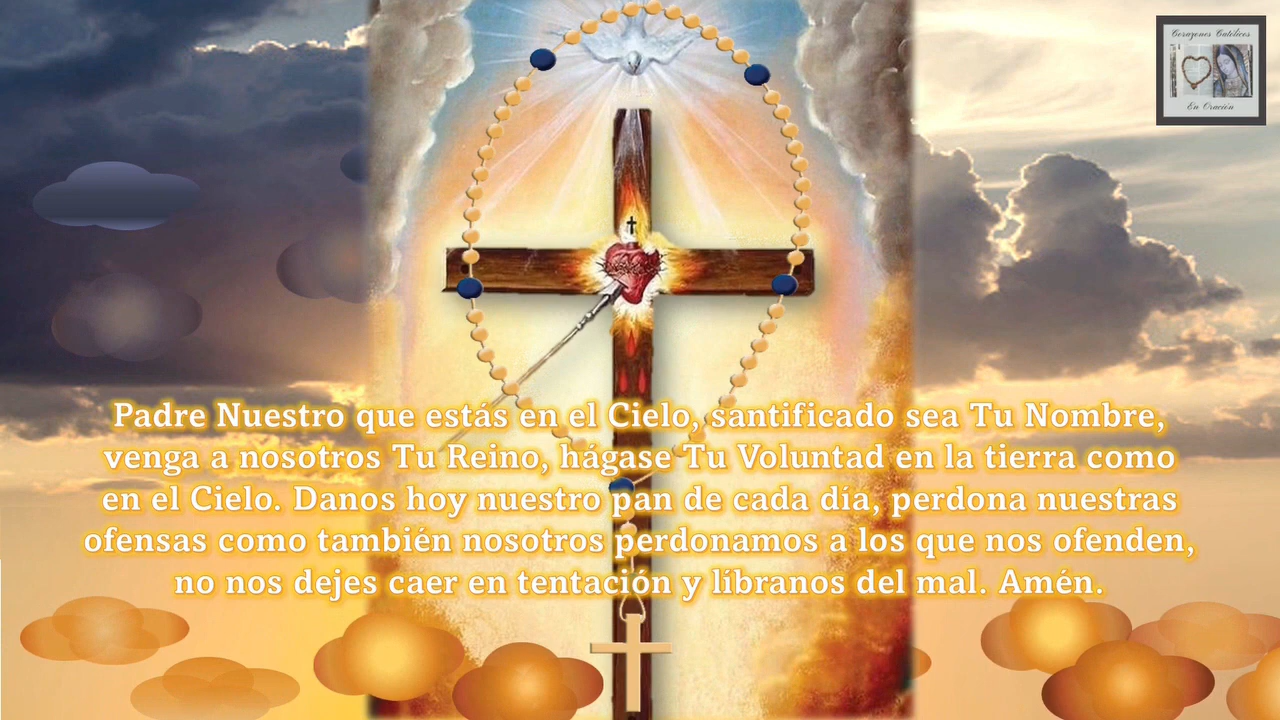 Corazones Católicos
En Oración
Padre Nuestro que estás en el Cielo, santificado sea Tu Nombre,
venga a nosotros Tu Reino, hágase Tu Voluntad en la tierra como
en el Cielo. Danos hoy nuestro pan de cada día, perdona nuestras
ofensas como también nosotros perdonamos a los que nos ofenden,
no nos dejes caer en tentación y líbranos del mal. Amén.